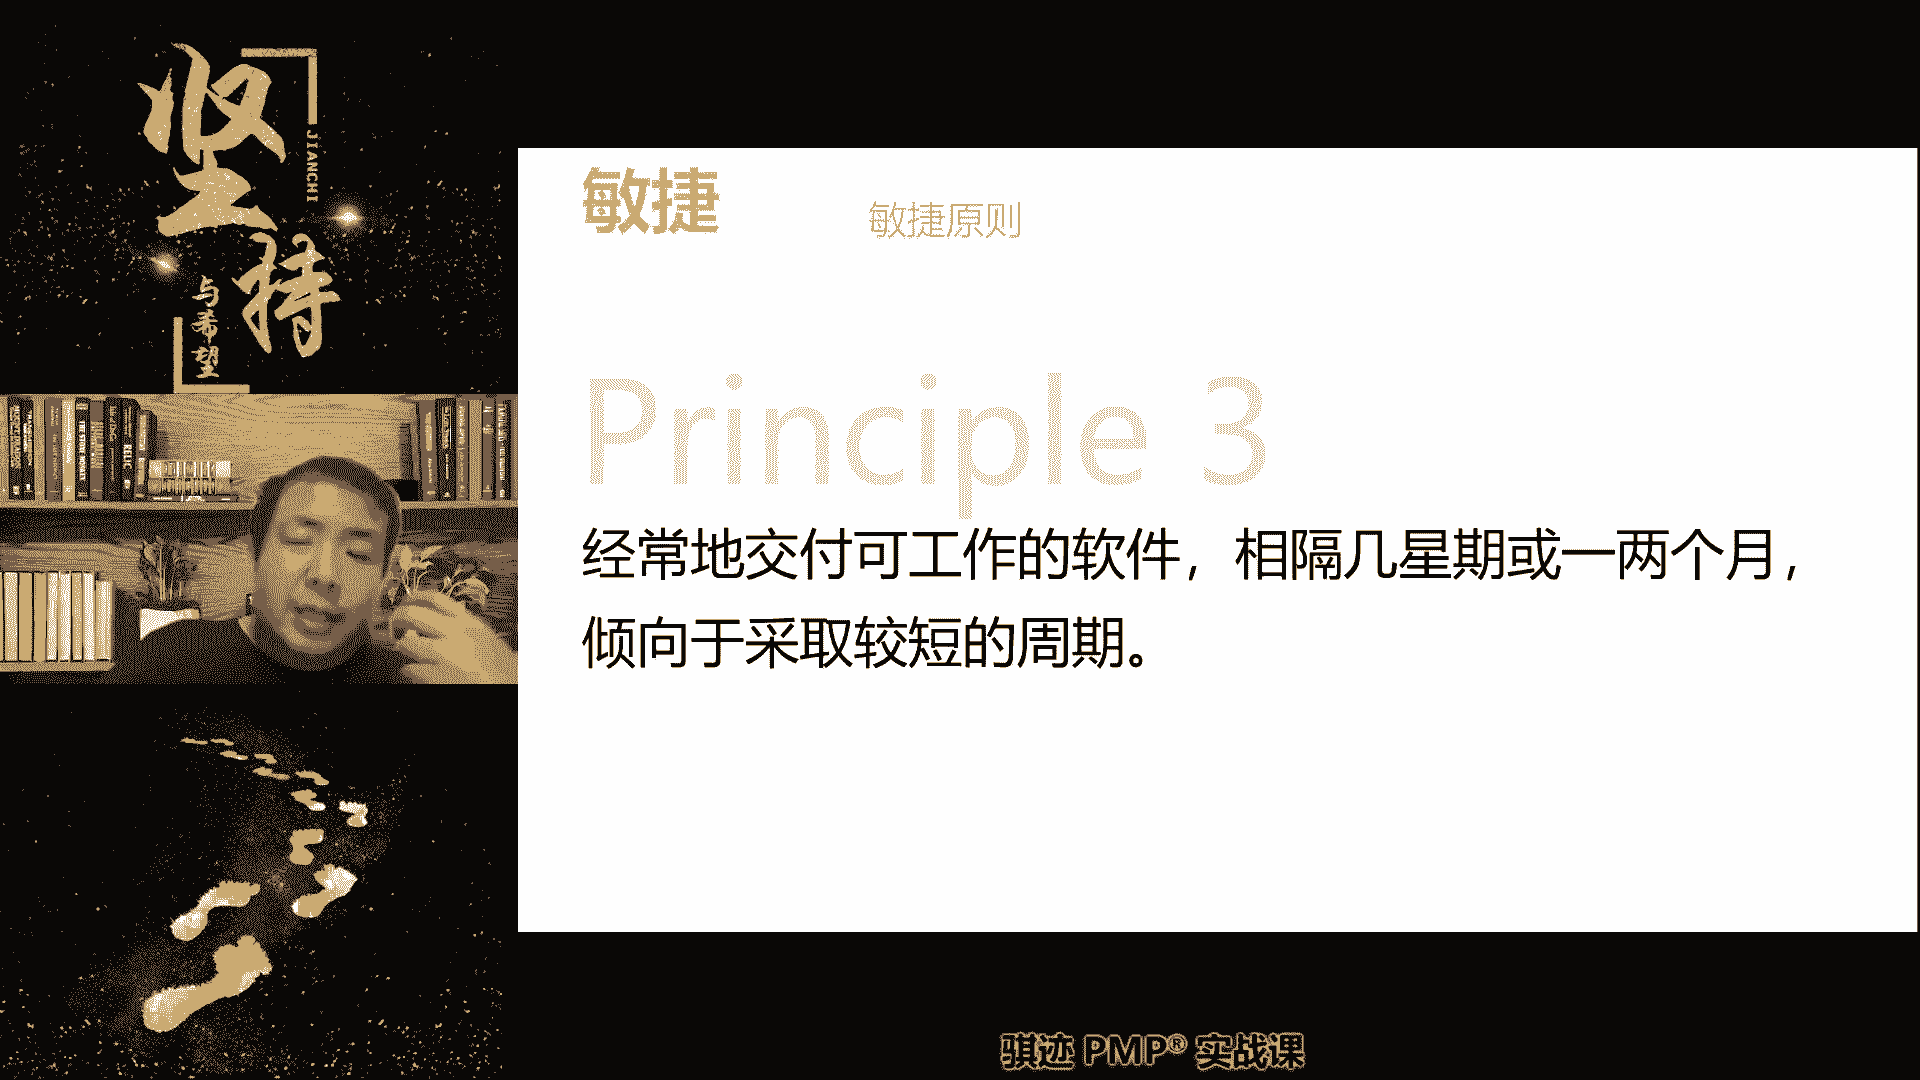 坚持
JIANCHI
与希望
敏捷
敏捷原则
Principle 3
经常地交付可工作的软件，相隔几星期或一两个月，
倾向于采取较短的周期。
骐迹 PMP® 实战课